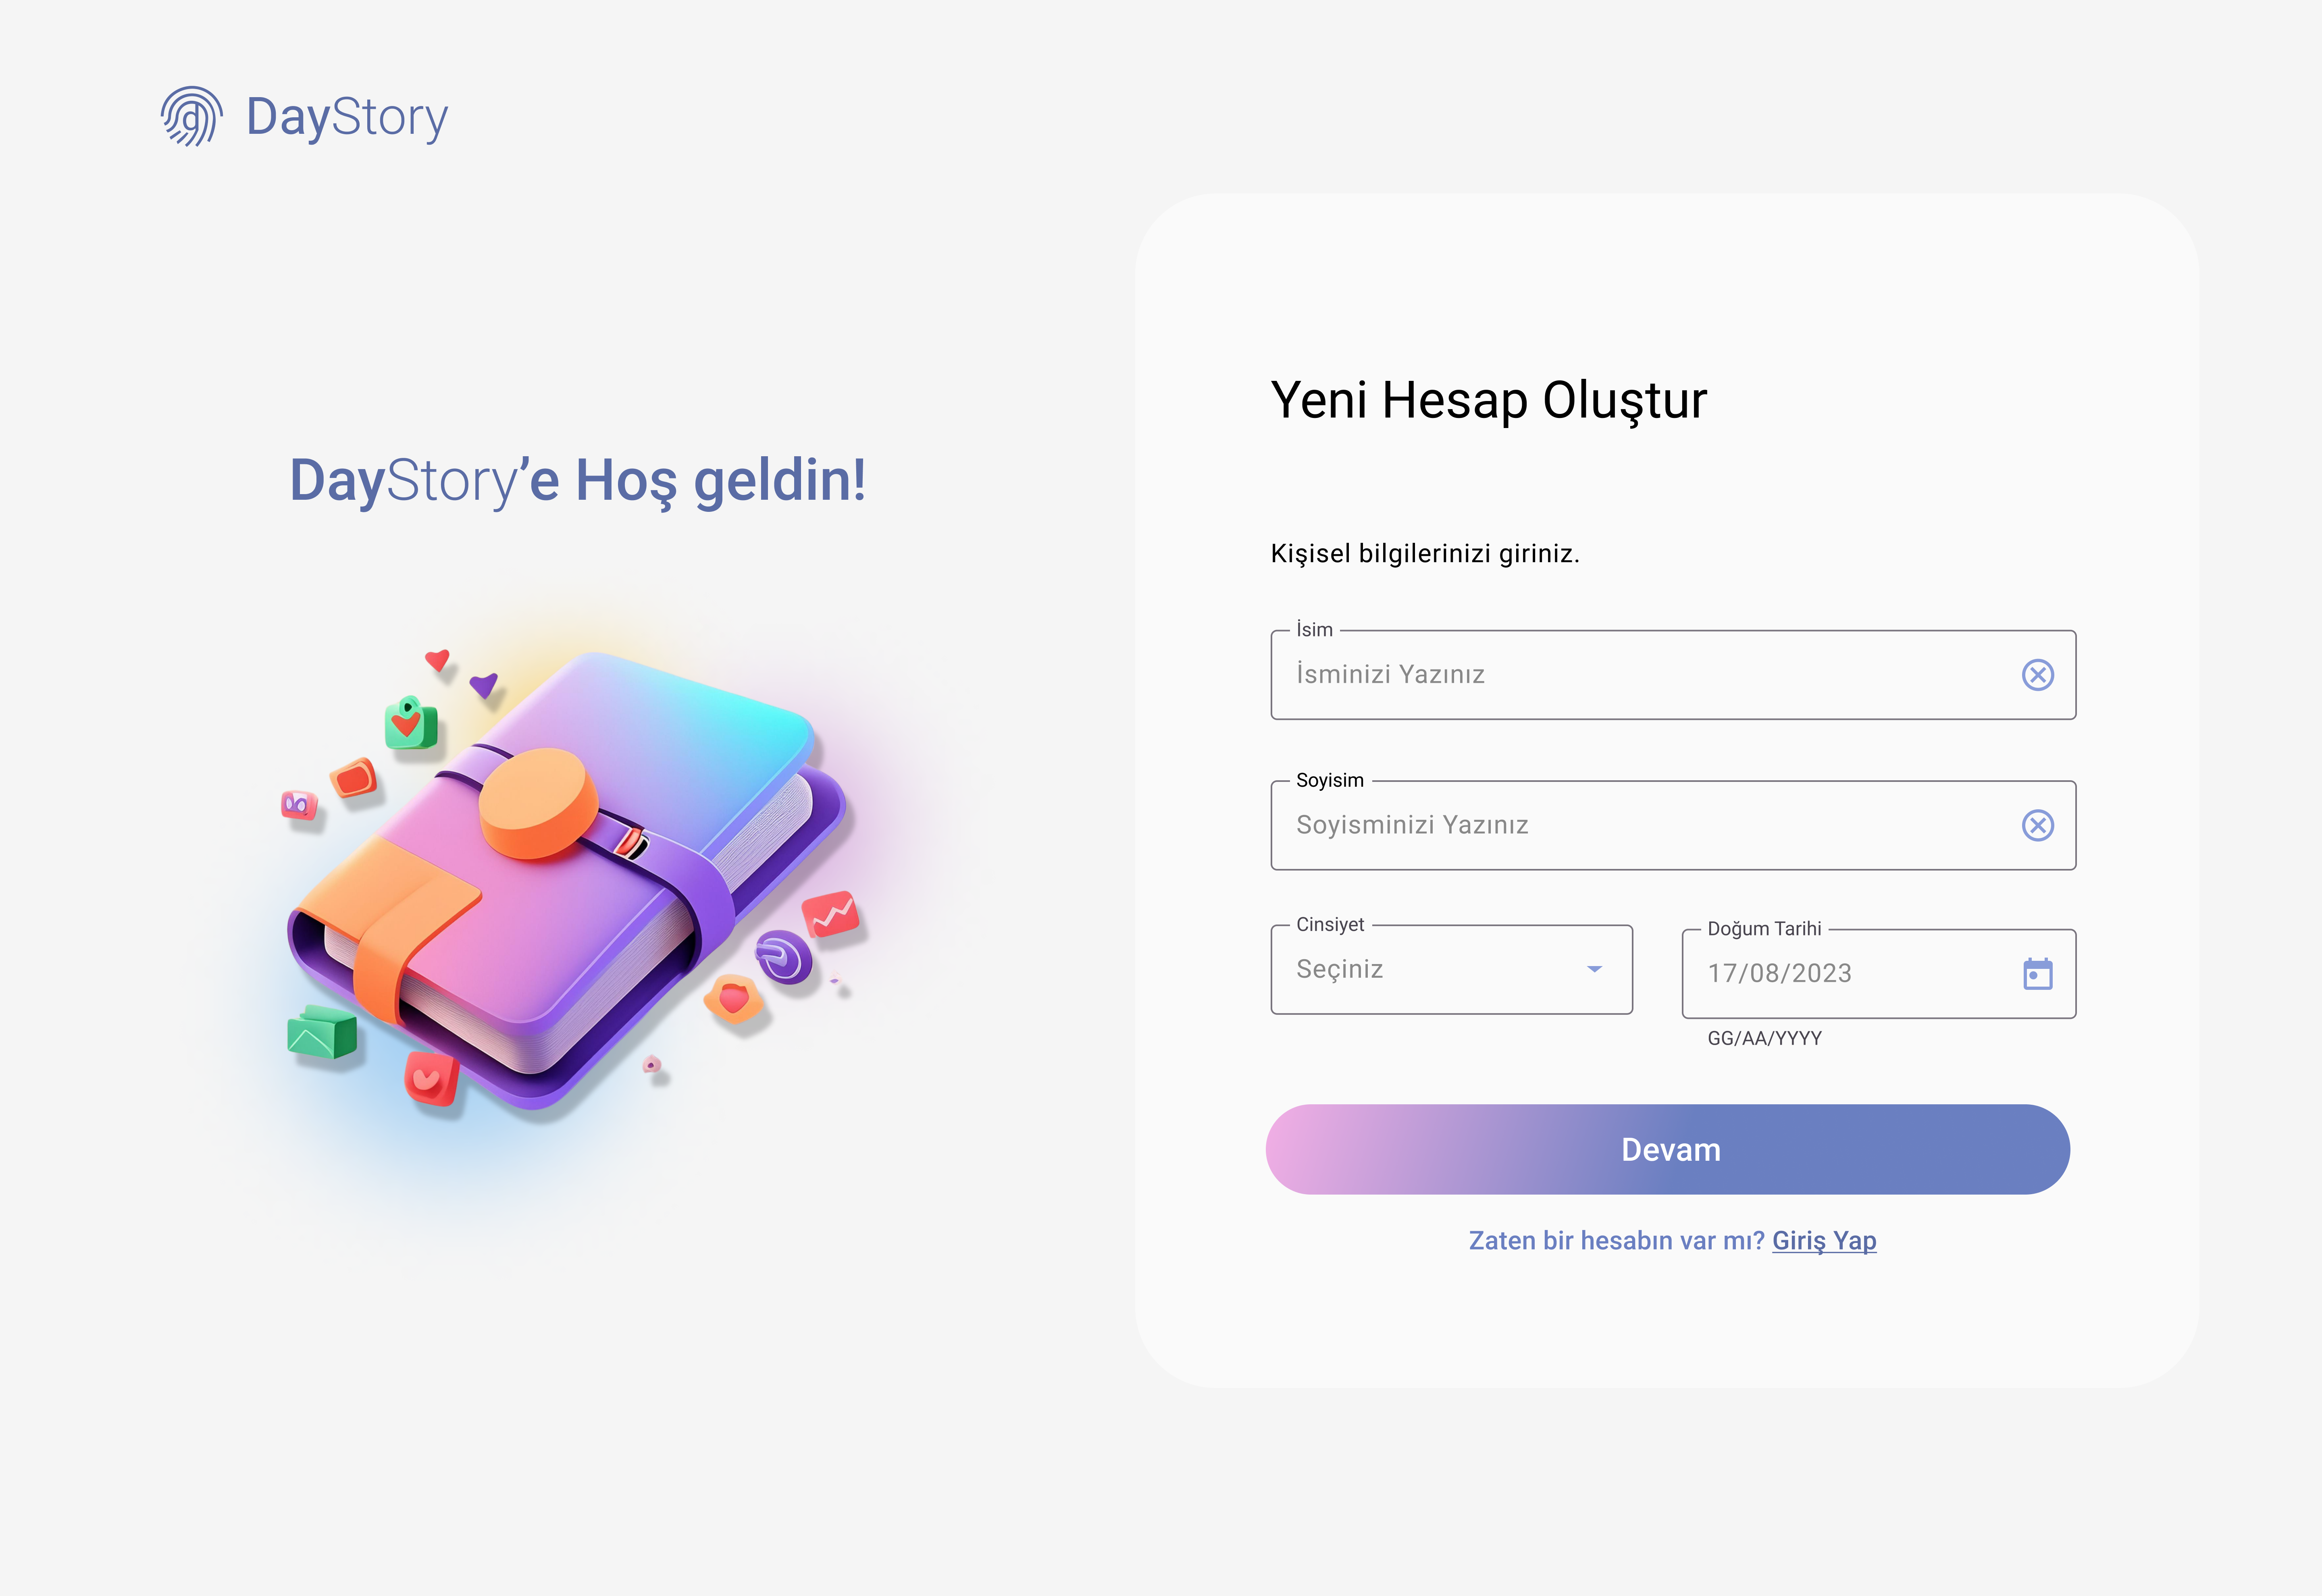 DayStory
DayStory’e Hoş geldin!
Yeni Hesap Oluştur
Kişisel bilgilerinizi giriniz.
İsim
İsminizi Yazınız
Soyisim
Soyisminizi Yazınız
Cinsiyet
Seçiniz
Doğum Tarihi
17/08/2023
GG/AA/YYYY
Devam
Zaten bir hesabın var mı? Giriş Yap